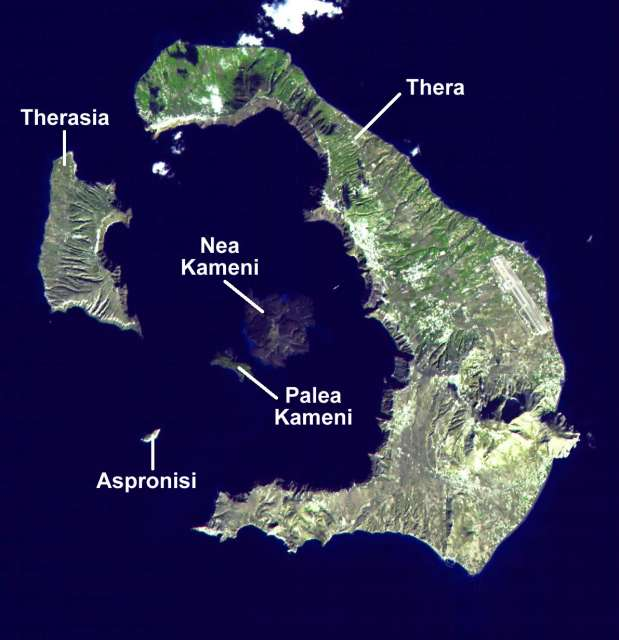 Thera
Therasia
Nea
Kameni
Palea
Kameni
Aspronisi